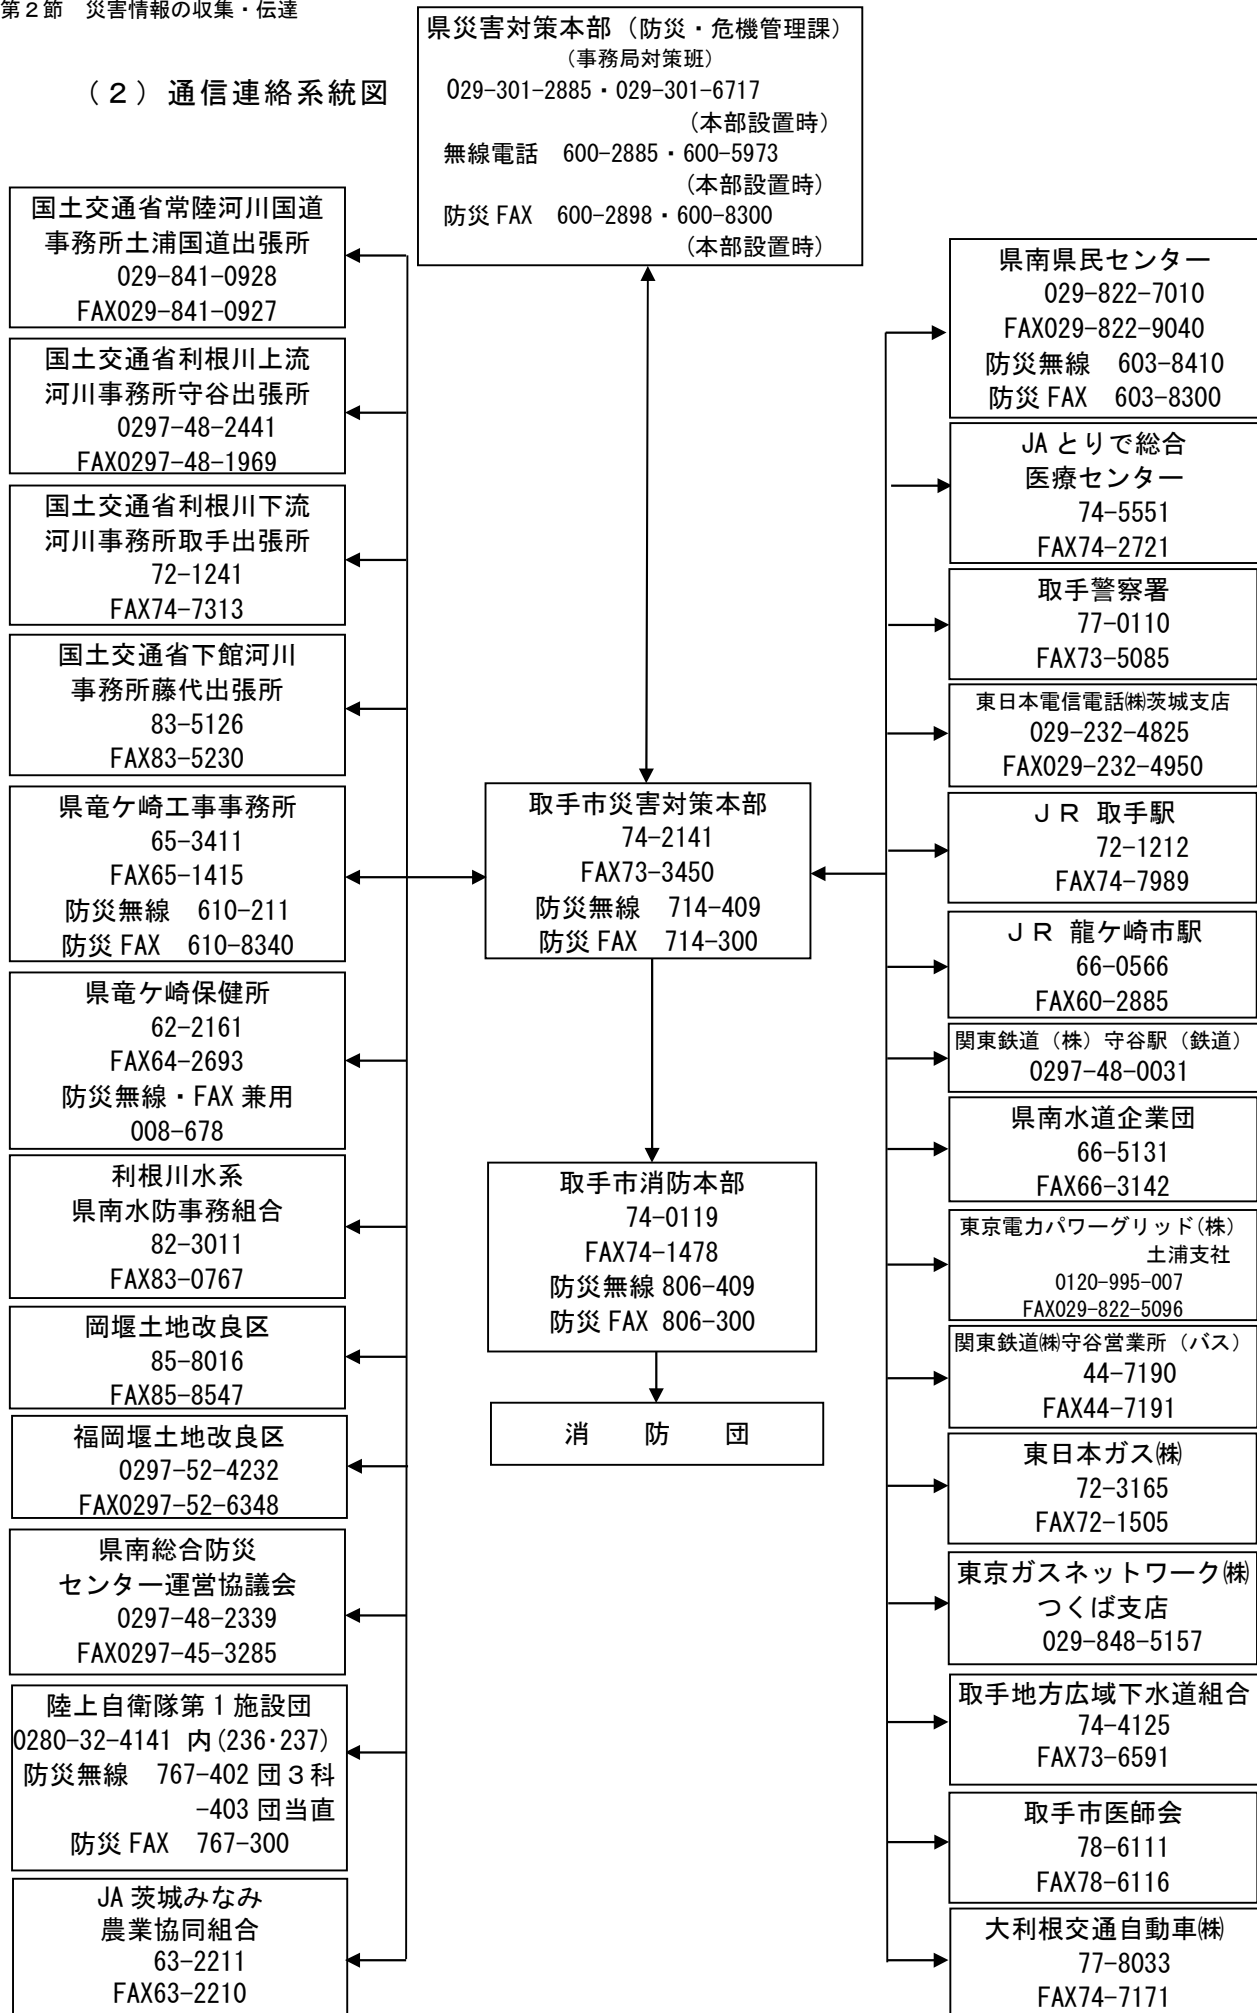 第２節　災害情報の収集・伝達
（２）通信連絡系統図
県災害対策本部（防災・危機管理課）
（事務局対策班）
029-301-2885・029-301-6717
（本部設置時）
無線電話　600-2885・600-5973
（本部設置時）
防災 FAX　600-2898・600-8300
（本部設置時）
国土交通省常陸河川国道
事務所土浦国道出張所
029-841-0928
FAX029-841-0927
国土交通省利根川上流
河川事務所守谷出張所
0297-48-2441
FAX0297-48-1969
国土交通省利根川下流
河川事務所取手出張所
72-1241
FAX74-7313
国土交通省下館河川
事務所藤代出張所
83-5126
FAX83-5230
県竜ケ崎工事事務所
65-3411
FAX65-1415
防災無線　610-211
防災 FAX　610-8340
県竜ケ崎保健所
62-2161
FAX64-2693
防災無線・FAX 兼用
008-678
利根川水系
県南水防事務組合
82-3011
FAX83-0767
岡堰土地改良区
85-8016
FAX85-8547
福岡堰土地改良区
0297-52-4232
FAX0297-52-6348
県南総合防災
センター運営協議会
0297-48-2339
FAX0297-45-3285
陸上自衛隊第１施設団
0280-32-4141 内(236･237)
防災無線　767-402 団３科
-403 団当直
防災 FAX　767-300
JA 茨城みなみ
農業協同組合
63-2211
FAX63-2210
取手市災害対策本部
74-2141
FAX73-3450
防災無線　714-409
防災 FAX　714-300
取手市消防本部
74-0119
FAX74-1478
防災無線 806-409
防災 FAX 806-300
消　防　団
県南県民センター
029-822-7010
FAX029-822-9040
防災無線　603-8410
防災 FAX　603-8300
JA とりで総合
医療センター
74-5551
FAX74-2721
取手警察署
77-0110
FAX73-5085
東日本電信電話㈱茨城支店
029-232-4825
FAX029-232-4950
ＪＲ 取手駅
72-1212
FAX74-7989
ＪＲ 龍ケ崎市駅
66-0566
FAX60-2885
関東鉄道（株）守谷駅（鉄道）
0297-48-0031
県南水道企業団
66-5131
FAX66-3142
東京電力パワーグリッド(株)
土浦支社
0120-995-007
FAX029-822-5096
関東鉄道㈱守谷営業所（バス）
44-7190
FAX44-7191
東日本ガス㈱
72-3165
FAX72-1505
東京ガスネットワーク㈱
つくば支店
029-848-5157
取手地方広域下水道組合
74-4125
FAX73-6591
取手市医師会
78-6111
FAX78-6116
大利根交通自動車㈱
77-8033
FAX74-7171